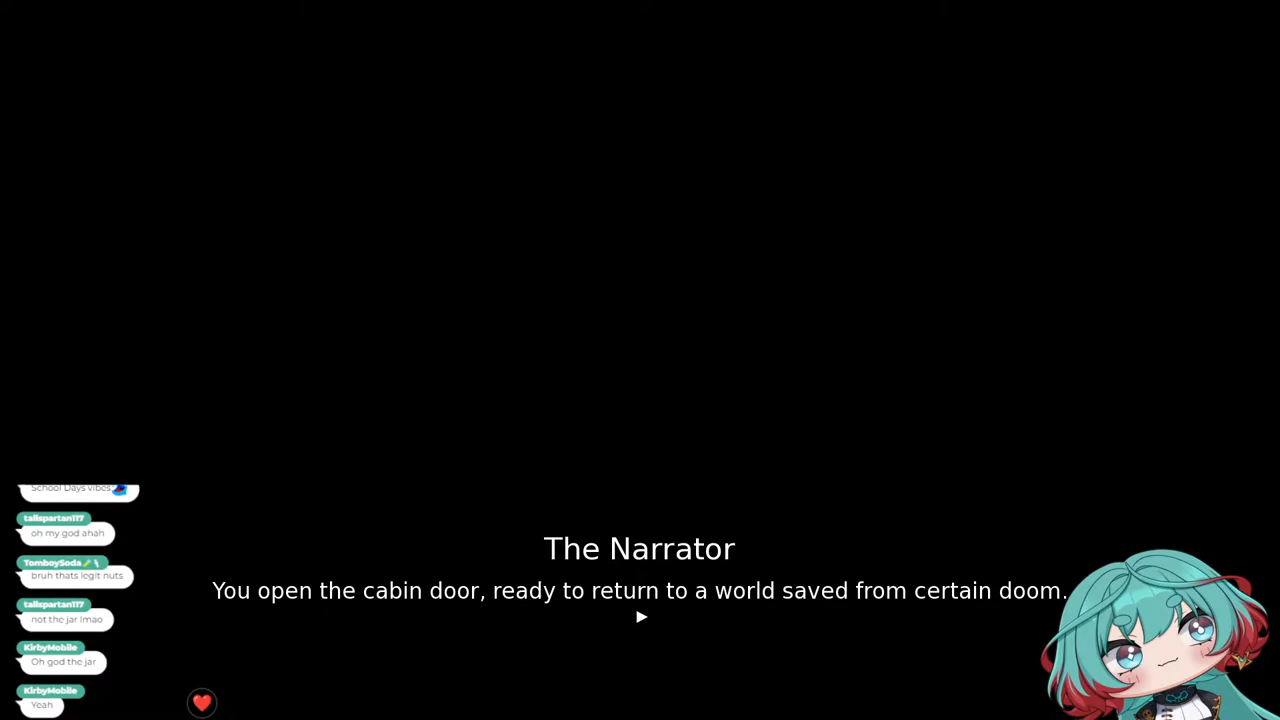 School Days vibes
tallspartan117
oh my god ahah
TomboySoda
bruh thats legit nuts
tallspartan117
not the jar lmao
KirbyMobile
Oh god the jar
KirbyMobile
Yeah
The Narrator
You open the cabin door, ready to return to a world saved from certain doom.